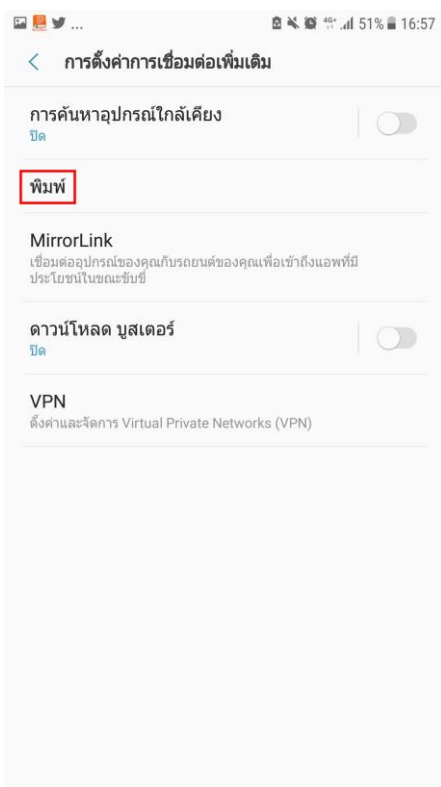 ... 4G+ 51% 16:57
การตั้งค่าการเชื่อมต่อเพิ่มเติม
การค้นหาอุปกรณ์ใกล้เคียง
ปิด
พิมพ์
MirrorLink
เชื่อมต่ออุปกรณ์ของคุณกับรถยนต์ของคุณเพื่อเข้าถึงแอพที่มี
ประโยชน์ในขณะขับขี่
ดาวน์โหลด บูสเตอร์
ปิด
VPN
ตั้งค่าและจัดการ Virtual Private Networks (VPN)